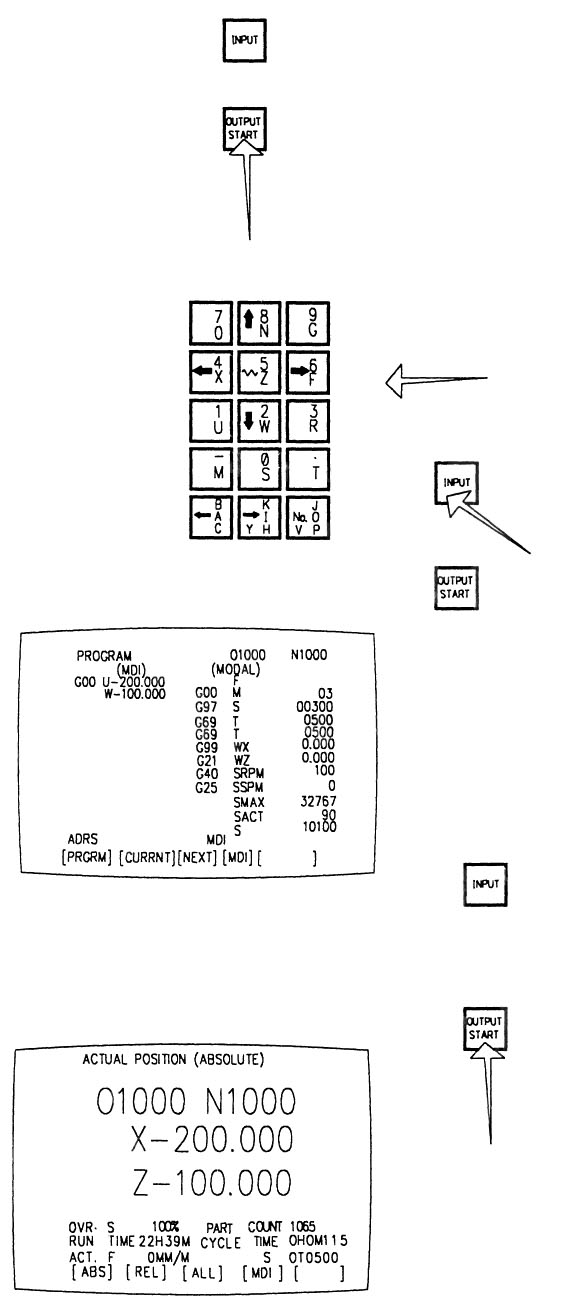 INPUT
OUTPUT
START
7 8 9
O N G
4 5 6
X Z F
1 2 3
U W R
- 0 .
M S T
B K J
A I No. O
C Y H V P
INPUT
OUTPUT
START
PROGRAM O1000 N1000
(MDI) (MODAL)
F
G00 U-200.000 G00 M 03
W-100.000 G97 S 00300
G69 T 0500
G69 T 0500
G99 WX 0.000
G21 WZ 0.000
G40 SRPM 100
G25 SSPM 0
SMAX 32767
SACT 90
S 10100
ADRS MDI
[PRGRM] [CURRNT] [NEXT] [MDI] [ ]
INPUT
OUTPUT
START
ACTUAL POSITION (ABSOLUTE)
O1000 N1000
X-200.000
Z-100.000
OVR· S 100% PART COUNT 1065
RUN TIME 22H39M CYCLE TIME 0H0M11S
ACT. F 0MM/M S 0T0500
[ABS] [REL] [ALL] [MDI] [ ]